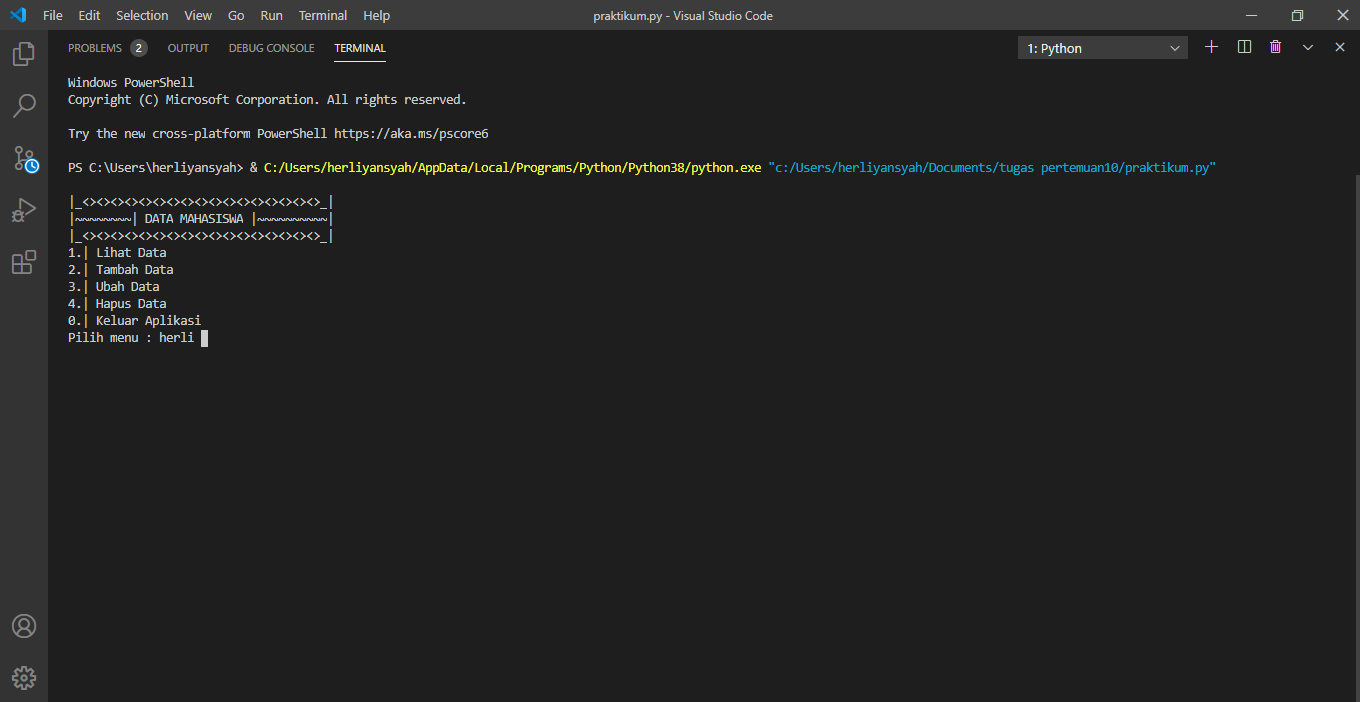 File Edit Selection View Go Run Terminal Help praktikum.py - Visual Studio Code
PROBLEMS 2 OUTPUT DEBUG CONSOLE TERMINAL 1: Python
Windows PowerShell
Copyright (C) Microsoft Corporation. All rights reserved.
Try the new cross-platform PowerShell https://aka.ms/pscore6
PS C:\Users\herliyansyah> & C:/Users/herliyansyah/AppData/Local/Programs/Python/Python38/python.exe "c:/Users/herliyansyah/Documents/tugas pertemuan10/praktikum.py"
|_<><><><><><><><><><><><><><><><><>_|
|~~~~~~~~| DATA MAHASISWA |~~~~~~~~~~|
|_<><><><><><><><><><><><><><><><><>_|
1.| Lihat Data
2.| Tambah Data
3.| Ubah Data
4.| Hapus Data
0.| Keluar Aplikasi
Pilih menu : herli